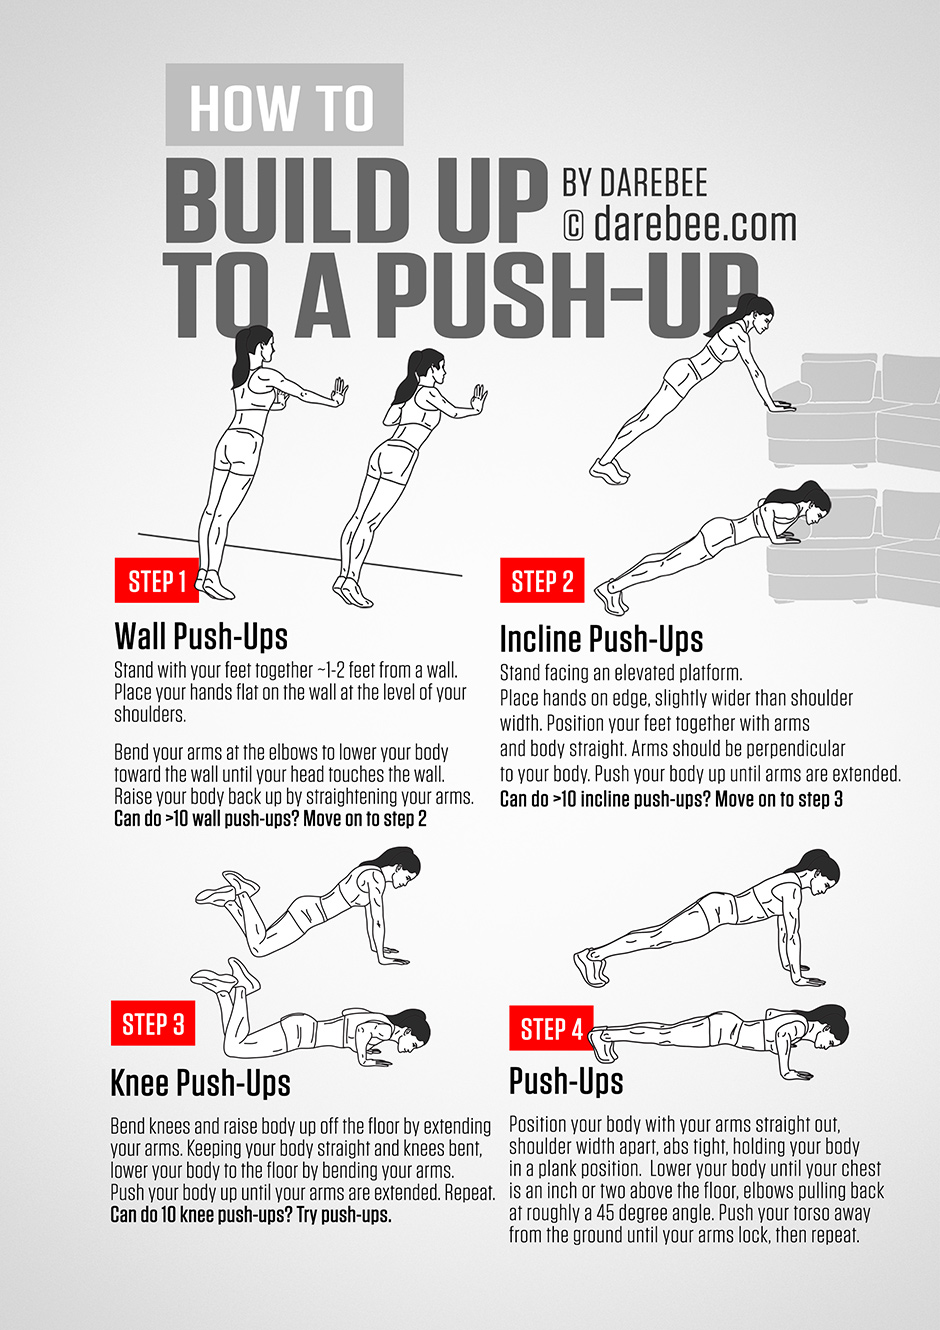 HOW TO
BUILD UP
TO A PUSH-UP
BY DAREBEE
© darebee.com
STEP 1
Wall Push-Ups
Stand with your feet together ~1-2 feet from a wall.
Place your hands flat on the wall at the level of your
shoulders.
Bend your arms at the elbows to lower your body
toward the wall until your head touches the wall.
Raise your body back up by straightening your arms.
Can do >10 wall push-ups? Move on to step 2
STEP 2
Incline Push-Ups
Stand facing an elevated platform.
Place hands on edge, slightly wider than shoulder
width. Position your feet together with arms
and body straight. Arms should be perpendicular
to your body. Push your body up until arms are extended.
Can do >10 incline push-ups? Move on to step 3
STEP 3
Knee Push-Ups
Bend knees and raise body up off the floor by extending
your arms. Keeping your body straight and knees bent,
lower your body to the floor by bending your arms.
Push your body up until your arms are extended. Repeat.
Can do 10 knee push-ups? Try push-ups.
STEP 4
Push-Ups
Position your body with your arms straight out,
shoulder width apart, abs tight, holding your body
in a plank position. Lower your body until your chest
is an inch or two above the floor, elbows pulling back
at roughly a 45 degree angle. Push your torso away
from the ground until your arms lock, then repeat.